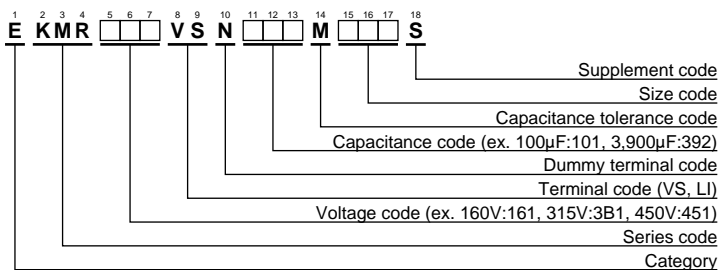 1 2 3 4 5 6 7 8 9 10 11 12 13 14 15 16 17 18
E KMR □□□ VS N □□□ M □□□ S
Supplement code
Size code
Capacitance tolerance code
Capacitance code (ex. 100µF:101, 3,900µF:392)
Dummy terminal code
Terminal code (VS, LI)
Voltage code (ex. 160V:161, 315V:3B1, 450V:451)
Series code
Category